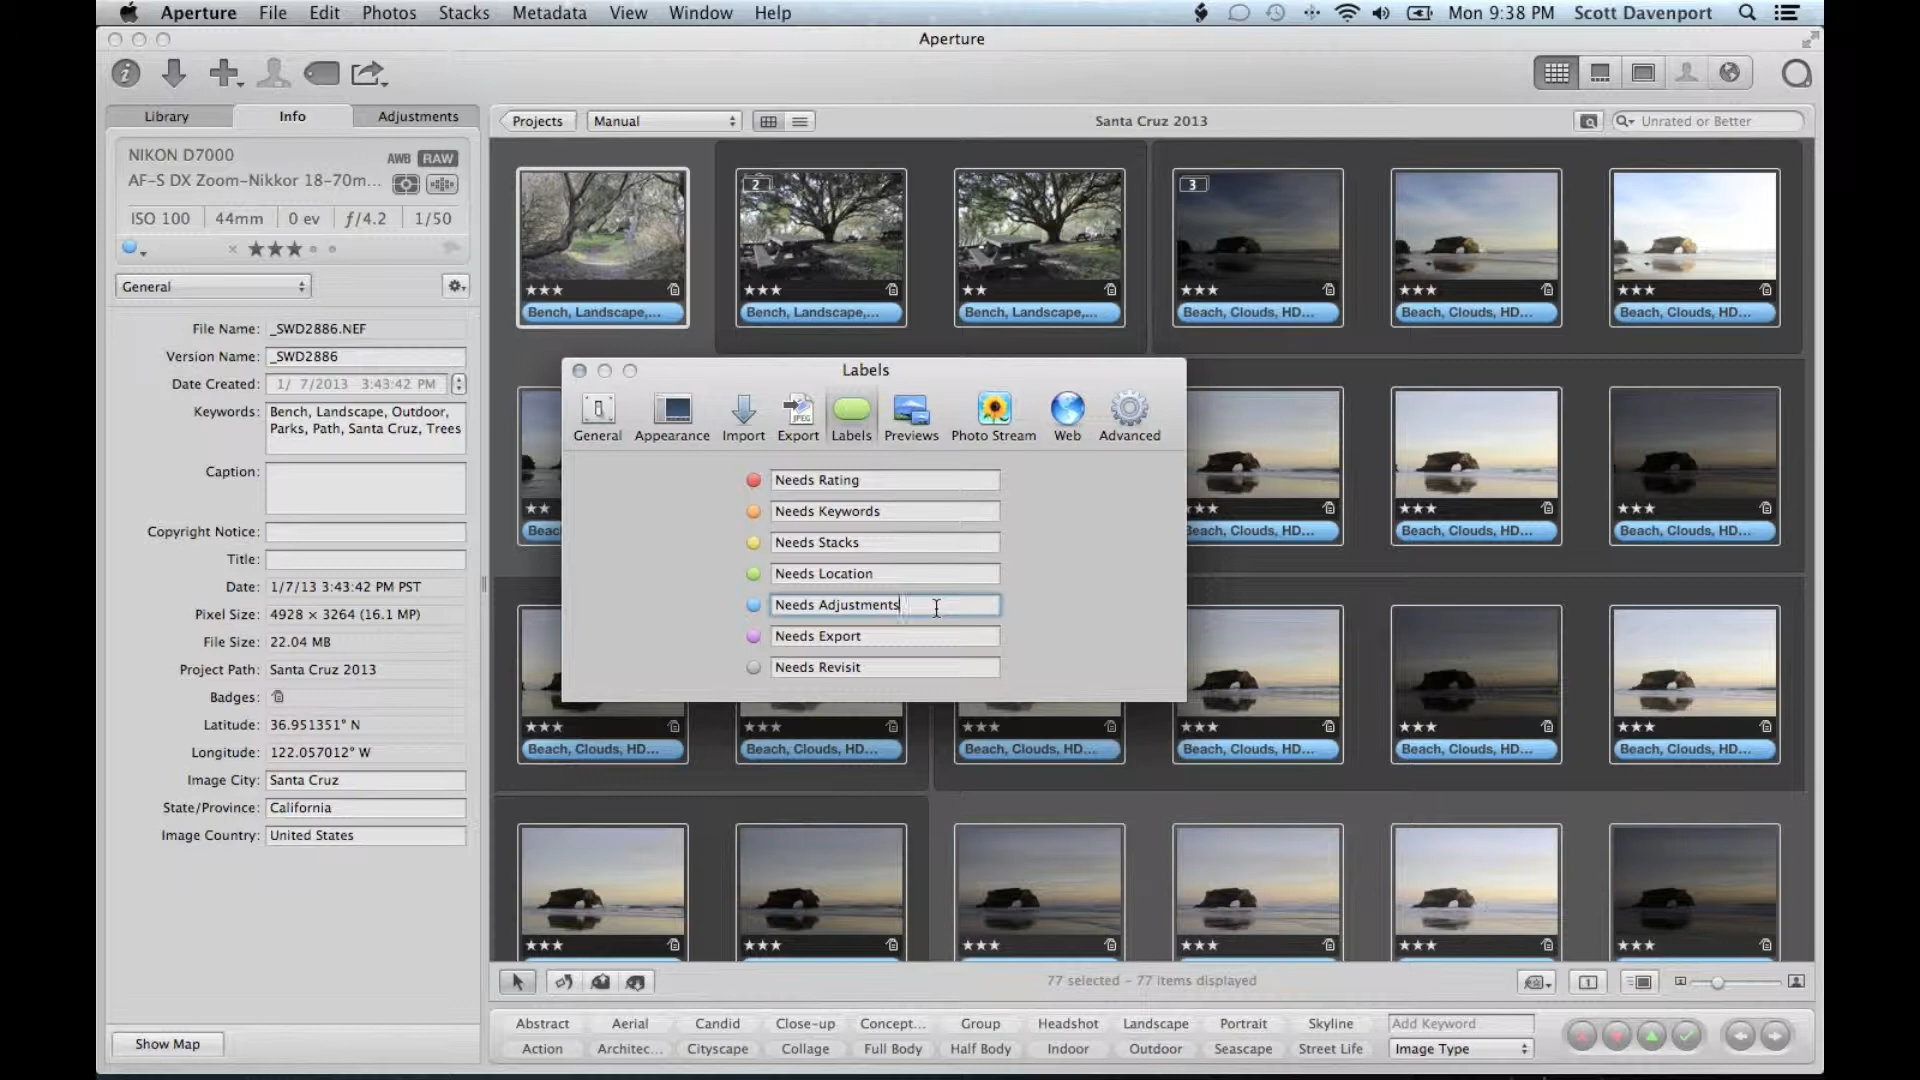 Aperture File Edit Photos Stacks Metadata View Window Help Mon 9:38 PM Scott Davenport
Aperture
Library Info Adjustments
Projects Manual Santa Cruz 2013 Unrated or Better
NIKON D7000 AWB RAW
AF-S DX Zoom-Nikkor 18-70m...
ISO 100 44mm 0 ev ƒ/4.2 1/50
General
File Name: _SWD2886.NEF
Version Name: _SWD2886
Date Created: 1/ 7/2013 3:43:42 PM
Keywords: Bench, Landscape, Outdoor,
Parks, Path, Santa Cruz, Trees
Caption:
Copyright Notice:
Title:
Date: 1/7/13 3:43:42 PM PST
Pixel Size: 4928 × 3264 (16.1 MP)
File Size: 22.04 MB
Project Path: Santa Cruz 2013
Badges:
Latitude: 36.951351° N
Longitude: 122.057012° W
Image City: Santa Cruz
State/Province: California
Image Country: United States
Show Map
2 3
Bench, Landscape,... Bench, Landscape,... Bench, Landscape,... Beach, Clouds, HD... Beach, Clouds, HD... Beach, Clouds, HD...
Labels
General Appearance Import Export Labels Previews Photo Stream Web Advanced
Needs Rating
Needs Keywords
Needs Stacks
Needs Location
Needs Adjustments
Needs Export
Needs Revisit
Beac Beach, Clouds, HD... Beach, Clouds, HD... Beach, Clouds, HD...
Beach, Clouds, HD... Beach, Clouds, HD... Beach, Clouds, HD... Beach, Clouds, HD... Beach, Clouds, HD... Beach, Clouds, HD...
77 selected - 77 items displayed
Abstract Aerial Candid Close-up Concept... Group Headshot Landscape Portrait Skyline Add Keyword
Action Architec... Cityscape Collage Full Body Half Body Indoor Outdoor Seascape Street Life Image Type